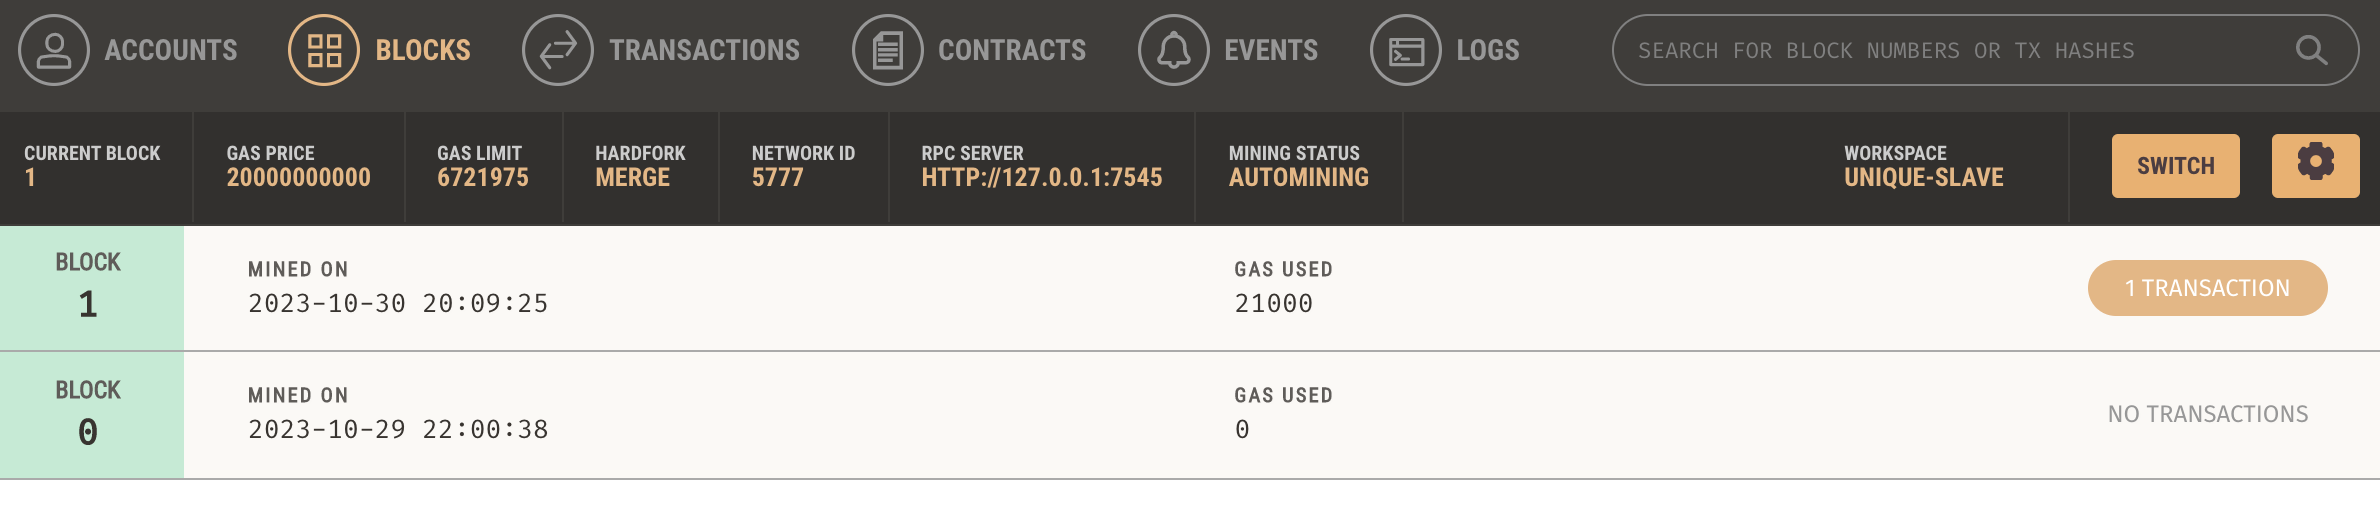 ACCOUNTS BLOCKS TRANSACTIONS CONTRACTS EVENTS LOGS SEARCH FOR BLOCK NUMBERS OR TX HASHES
CURRENT BLOCK GAS PRICE GAS LIMIT HARDFORK NETWORK ID RPC SERVER MINING STATUS WORKSPACE
1 20000000000 6721975 MERGE 5777 HTTP://127.0.0.1:7545 AUTOMINING UNIQUE-SLAVE SWITCH
BLOCK MINED ON GAS USED
1 2023-10-30 20:09:25 21000 1 TRANSACTION
BLOCK MINED ON GAS USED
0 2023-10-29 22:00:38 0 NO TRANSACTIONS